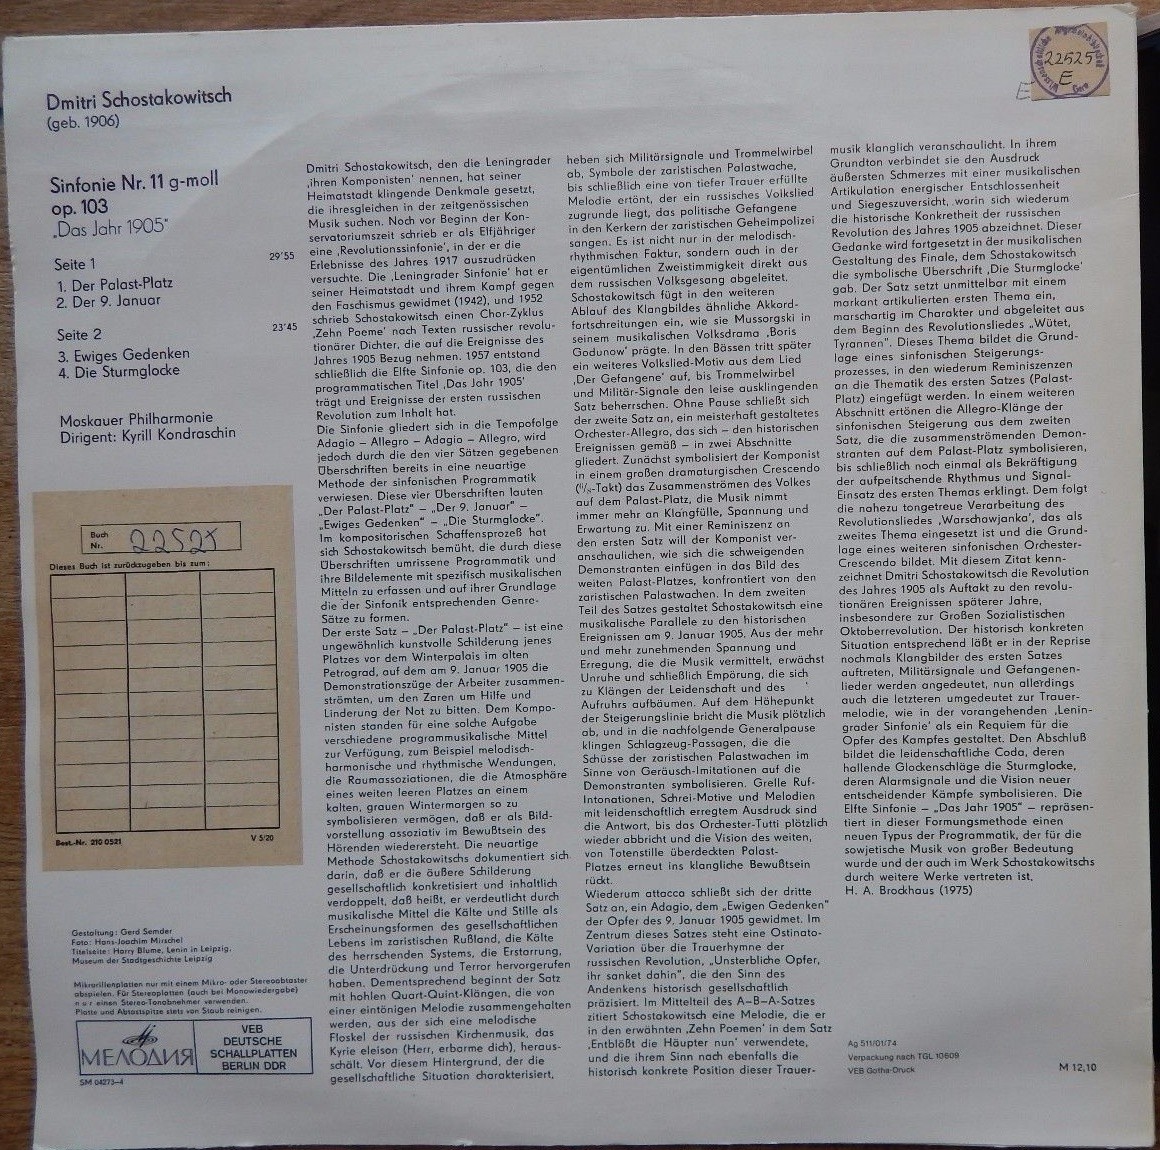 Dmitri Schostakowitsch
(geb. 1906)
Sinfonie Nr. 11 g-moll
op. 103
„Das Jahr 1905“
Seite 1 29'55
1. Der Palast-Platz
2. Der 9. Januar
Seite 2 23'45
3. Ewiges Gedenken
4. Die Sturmglocke
Moskauer Philharmonie
Dirigent: Kyrill Kondraschin
Buch
Nr. 22525
Dieses Buch ist zurückzugeben bis zum:
Best.-Nr. 210 0521 V 5/20
Gestaltung: Gerd Semder
Foto: Hans-Joachim Mirschel
Titelseite: Harry Blume, Lenin in Leipzig,
Museum der Stadtgeschichte Leipzig
Mikrorillenplatten nur mit einem Mikro- oder Stereoabtaster
abspielen. Für Stereoplatten (auch bei Monowiedergabe)
nur einen Stereo-Tonabnehmer verwenden.
Platte und Abtastspitze stets von Staub reinigen.
МЕЛОДИЯ
VEB
DEUTSCHE
SCHALLPLATTEN
BERLIN DDR
SM 04273-4
Dmitri Schostakowitsch, den die Leningrader
‚ihren Komponisten' nennen, hat seiner
Heimatstadt klingende Denkmale gesetzt,
die ihresgleichen in der zeitgenössischen
Musik suchen. Noch vor Beginn der Kon-
servatoriumszeit schrieb er als Elfjähriger
eine ‚Revolutionssinfonie', in der er die
Erlebnisse des Jahres 1917 auszudrücken
versuchte. Die ‚Leningrader Sinfonie' hat er
seiner Heimatstadt und ihrem Kampf gegen
den Faschismus gewidmet (1942), und 1952
schrieb Schostakowitsch einen Chor-Zyklus
‚Zehn Poeme' nach Texten russischer revolu-
tionärer Dichter, die auf die Ereignisse des
Jahres 1905 Bezug nehmen. 1957 entstand
schließlich die Elfte Sinfonie op. 103, die den
programmatischen Titel ‚Das Jahr 1905'
trägt und Ereignisse der ersten russischen
Revolution zum Inhalt hat.
Die Sinfonie gliedert sich in die Tempofolge
Adagio – Allegro – Adagio – Allegro, wird
jedoch durch die den vier Sätzen gegebenen
Überschriften bereits in eine neuartige
Methode der sinfonischen Programmatik
verwiesen. Diese vier Überschriften lauten
„Der Palast-Platz“ – „Der 9. Januar“ –
„Ewiges Gedenken“ – „Die Sturmglocke“.
Im kompositorischen Schaffensprozeß hat
sich Schostakowitsch bemüht, die durch diese
Überschriften umrissene Programmatik und
ihre Bildelemente mit spezifisch musikalischen
Mitteln zu erfassen und auf ihrer Grundlage
die der Sinfonik entsprechenden Genre-
Sätze zu formen.
Der erste Satz – „Der Palast-Platz“ – ist eine
ungewöhnlich kunstvolle Schilderung jenes
Platzes vor dem Winterpalais im alten
Petrograd, auf dem am 9. Januar 1905 die
Demonstrationszüge der Arbeiter zusammen-
strömten, um den Zaren um Hilfe und
Linderung der Not zu bitten. Dem Kompo-
nisten standen für eine solche Aufgabe
verschiedene programmusikalische Mittel
zur Verfügung, zum Beispiel melodisch-
harmonische und rhythmische Wendungen,
die Raumassoziationen, die die Atmosphäre
eines weiten leeren Platzes an einem
kalten, grauen Wintermorgen so zu
symbolisieren vermögen, daß er als Bild-
vorstellung assoziativ im Bewußtsein des
Hörenden wiederersteht. Die neuartige
Methode Schostakowitschs dokumentiert sich
darin, daß er die äußere Schilderung
gesellschaftlich konkretisiert und inhaltlich
verdoppelt, daß heißt, er verdeutlicht durch
musikalische Mittel die Kälte und Stille als
Erscheinungsformen des gesellschaftlichen
Lebens im zaristischen Rußland, die Kälte
des herrschenden Systems, die Erstarrung,
die Unterdrückung und Terror hervorgerufen
haben. Dementsprechend beginnt der Satz
mit hohlen Quart-Quint-Klängen, die von
einer eintönigen Melodie zusammengehalten
werden, aus der sich eine melodische
Floskel der russischen Kirchenmusik, das
Kyrie eleison (Herr, erbarme dich), heraus-
schält. Vor diesem Hintergrund, der die
gesellschaftliche Situation charakterisiert,
heben sich Militärsignale und Trommelwirbel
ab, Symbole der zaristischen Palastwache,
bis schließlich eine von tiefer Trauer erfüllte
Melodie ertönt, der ein russisches Volkslied
zugrunde liegt, das politische Gefangene
in den Kerkern der zaristischen Geheimpolizei
sangen. Es ist nicht nur in der melodisch-
rhythmischen Faktur, sondern auch in der
eigentümlichen Zweistimmigkeit direkt aus
dem russischen Volksgesang abgeleitet.
Schostakowitsch fügt in den weiteren
Ablauf des Klangbildes ähnliche Akkord-
fortschreitungen ein, wie sie Mussorgski in
seinem musikalischen Volksdrama ‚Boris
Godunow' prägte. In den Bässen tritt später
ein weiteres Volkslied-Motiv aus dem Lied
‚Der Gefangene' auf, bis Trommelwirbel
und Militär-Signale den leise ausklingenden
Satz beherrschen. Ohne Pause schließt sich
der zweite Satz an, ein meisterhaft gestaltetes
Orchester-Allegro, das sich – den historischen
Ereignissen gemäß – in zwei Abschnitte
gliedert. Zunächst symbolisiert der Komponist
in einem großen dramaturgischen Crescendo
(⁶/₈-Takt) das Zusammenströmen des Volkes
auf dem Palast-Platz, die Musik nimmt
immer mehr an Klangfülle, Spannung und
Erwartung zu. Mit einer Reminiszenz an
den ersten Satz will der Komponist ver-
anschaulichen, wie sich die schweigenden
Demonstranten einfügen in das Bild des
weiten Palast-Platzes, konfrontiert von den
zaristischen Palastwachen. In dem zweiten
Teil des Satzes gestaltet Schostakowitsch eine
musikalische Parallele zu den historischen
Ereignissen am 9. Januar 1905. Aus der mehr
und mehr zunehmenden Spannung und
Erregung, die die Musik vermittelt, erwächst
Unruhe und schließlich Empörung, die sich
zu Klängen der Leidenschaft und des
Aufruhrs aufbäumen. Auf dem Höhepunkt
der Steigerungslinie bricht die Musik plötzlich
ab, und in die nachfolgende Generalpause
klingen Schlagzeug-Passagen, die die
Schüsse der zaristischen Palastwachen im
Sinne von Geräusch-Imitationen auf die
Demonstranten symbolisieren. Grelle Ruf-
Intonationen, Schrei-Motive und Melodien
mit leidenschaftlich erregtem Ausdruck sind
die Antwort, bis das Orchester-Tutti plötzlich
wieder abbricht und die Vision des weiten,
von Totenstille überdeckten Palast-
Platzes erneut ins klangliche Bewußtsein
rückt.
Wiederum attacca schließt sich der dritte
Satz an, ein Adagio, dem „Ewigen Gedenken“
der Opfer des 9. Januar 1905 gewidmet. Im
Zentrum dieses Satzes steht eine Ostinato-
Variation über die Trauerhymne der
russischen Revolution, „Unsterbliche Opfer,
ihr sanket dahin“, die den Sinn des
Andenkens historisch gesellschaftlich
präzisiert. Im Mittelteil des A–B–A-Satzes
zitiert Schostakowitsch eine Melodie, die er
in den erwähnten ‚Zehn Poemen' in dem Satz
‚Entblößt die Häupter nun' verwendete,
und die ihrem Sinn nach ebenfalls die
historisch konkrete Position dieser Trauer-
musik klanglich veranschaulicht. In ihrem
Grundton verbindet sie den Ausdruck
äußersten Schmerzes mit einer musikalischen
Artikulation energischer Entschlossenheit
und Siegeszuversicht, worin sich wiederum
die historische Konkretheit der russischen
Revolution des Jahres 1905 abzeichnet. Dieser
Gedanke wird fortgesetzt in der musikalischen
Gestaltung des Finale, dem Schostakowitsch
die symbolische Überschrift ‚Die Sturmglocke'
gab. Der Satz setzt unmittelbar mit einem
markant artikulierten ersten Thema ein,
marschartig im Charakter und abgeleitet aus
dem Beginn des Revolutionsliedes „Wütet,
Tyrannen“. Dieses Thema bildet die Grund-
lage eines sinfonischen Steigerungs-
prozesses, in den wiederum Reminiszenzen
an die Thematik des ersten Satzes (Palast-
Platz) eingefügt werden. In einem weiteren
Abschnitt ertönen die Allegro-Klänge der
sinfonischen Steigerung aus dem zweiten
Satz, die die zusammenströmenden Demon-
stranten auf dem Palast-Platz symbolisieren,
bis schließlich noch einmal als Bekräftigung
der aufpeitschende Rhythmus und Signal-
Einsatz des ersten Themas erklingt. Dem folgt
die nahezu tongetreue Verarbeitung des
Revolutionsliedes ‚Warschawjanka', das als
zweites Thema eingesetzt ist und die Grund-
lage eines weiteren sinfonischen Orchester-
Crescendo bildet. Mit diesem Zitat kenn-
zeichnet Dmitri Schostakowitsch die Revolution
des Jahres 1905 als Auftakt zu den revolu-
tionären Ereignissen späterer Jahre,
insbesondere zur Großen Sozialistischen
Oktoberrevolution. Der historisch konkreten
Situation entsprechend läßt er in der Reprise
nochmals Klangbilder des ersten Satzes
auftreten, Militärsignale und Gefangenen-
lieder werden angedeutet, nun allerdings
auch die letzteren umgedeutet zur Trauer-
melodie, wie in der vorangehenden ‚Lenin-
grader Sinfonie' als ein Requiem für die
Opfer des Kampfes gestaltet. Den Abschluß
bildet die leidenschaftliche Coda, deren
hallende Glockenschläge die Sturmglocke,
deren Alarmsignale und die Vision neuer
entscheidender Kämpfe symbolisieren. Die
Elfte Sinfonie – „Das Jahr 1905“ – repräsen-
tiert in dieser Formungsmethode einen
neuen Typus der Programmatik, der für die
sowjetische Musik von großer Bedeutung
wurde und der auch im Werk Schostakowitschs
durch weitere Werke vertreten ist.
H. A. Brockhaus (1975)
Ag 511/01/74
Verpackung nach TGL 10609
VEB Gotha-Druck
M 12,10
22525
E
E
Wissenschaftliche
Gera